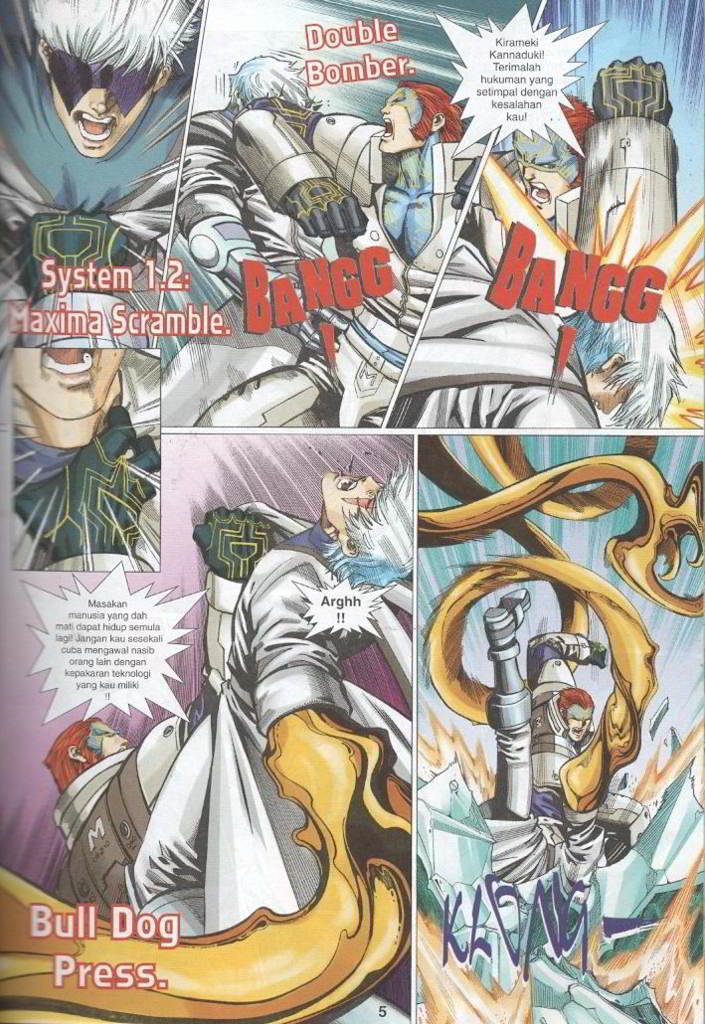 Double
Bomber.
Kirameki
Kannaduki!
Terimalah
hukuman yang
setimpal dengan
kesalahan
kau!
System 1.2:
Maxima Scramble.
BANGG
!
BANGG
!
Masakan
manusia yang dah
mati dapat hidup semula
lagi! Jangan kau sesekali
cuba mengawal nasib
orang lain dengan
kepakaran teknologi
yang kau miliki
!!
Arghh
!!
M
Bull Dog
Press.
KLANG
5